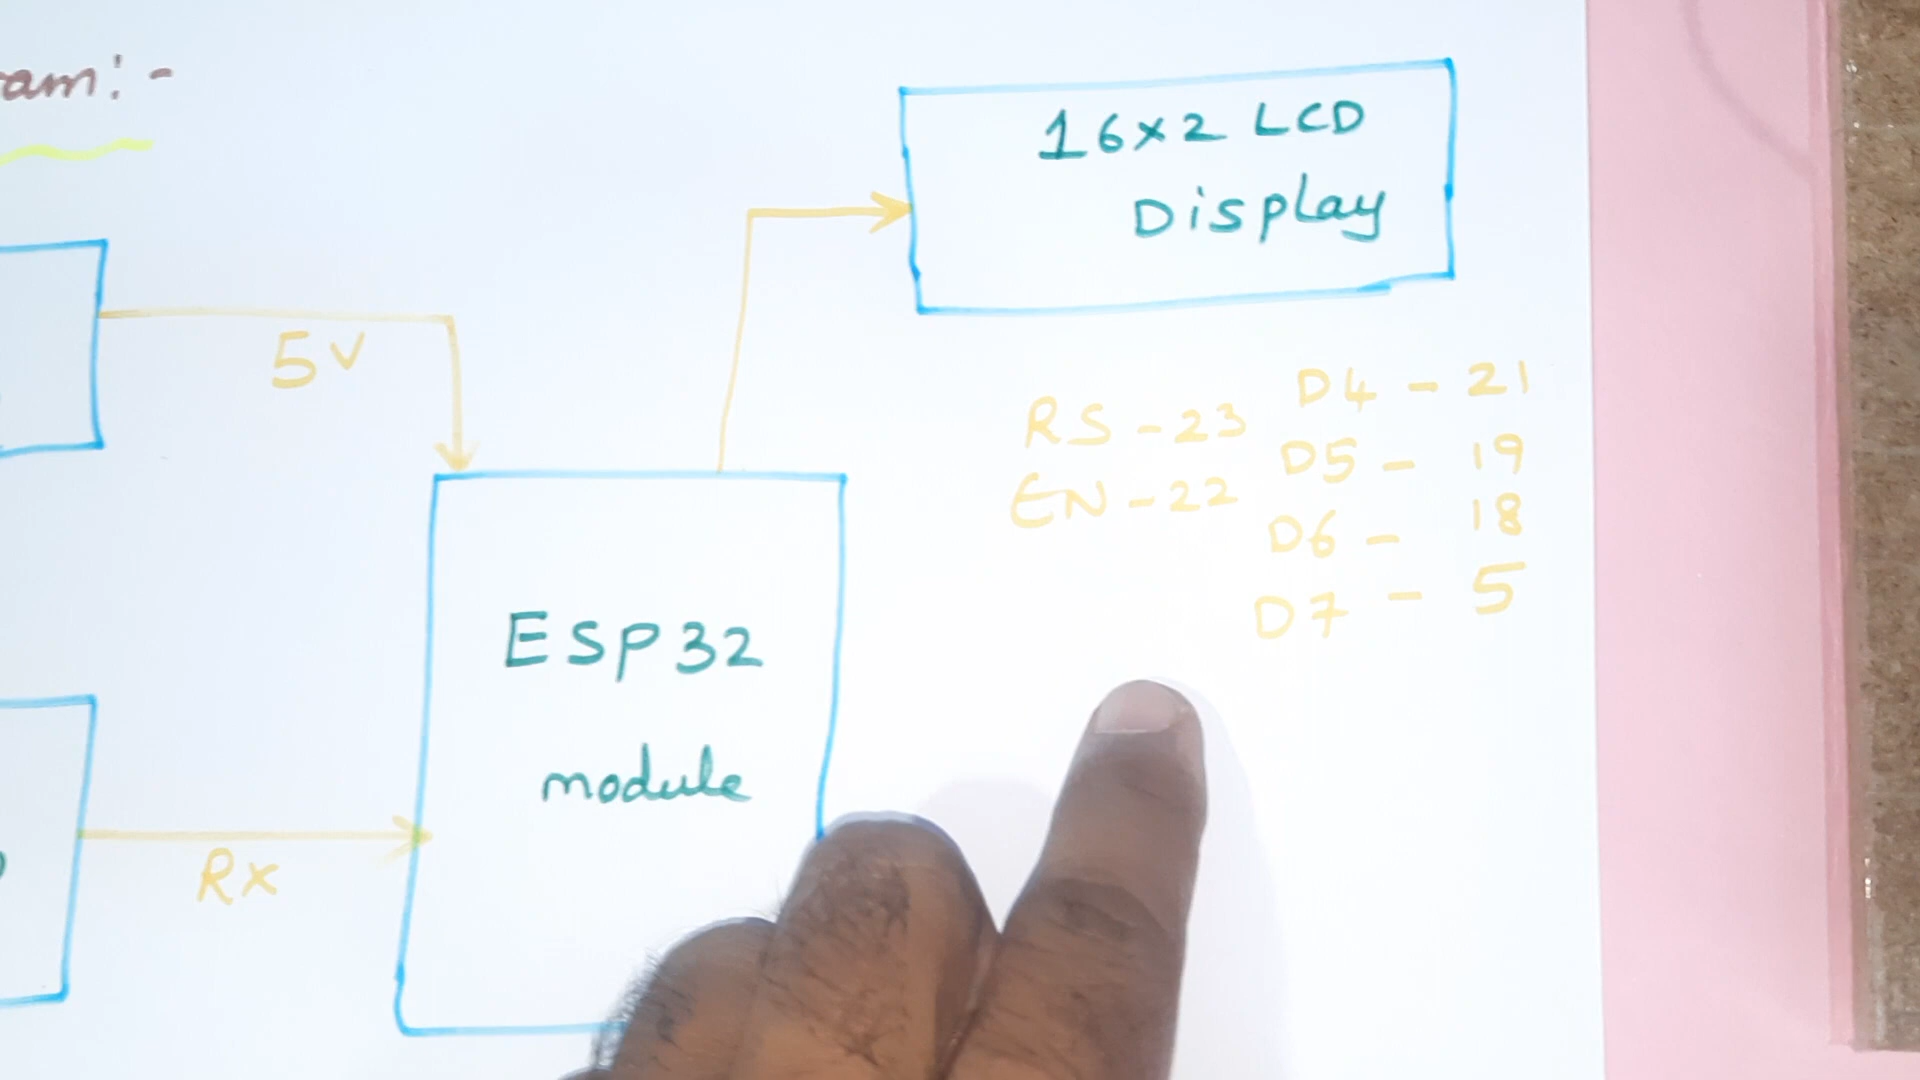 am:-
16x2 LCD
Display
5V
RS - 23
EN - 22
D4 - 21
D5 - 19
D6 - 18
D7 - 5
ESP32
module
Rx